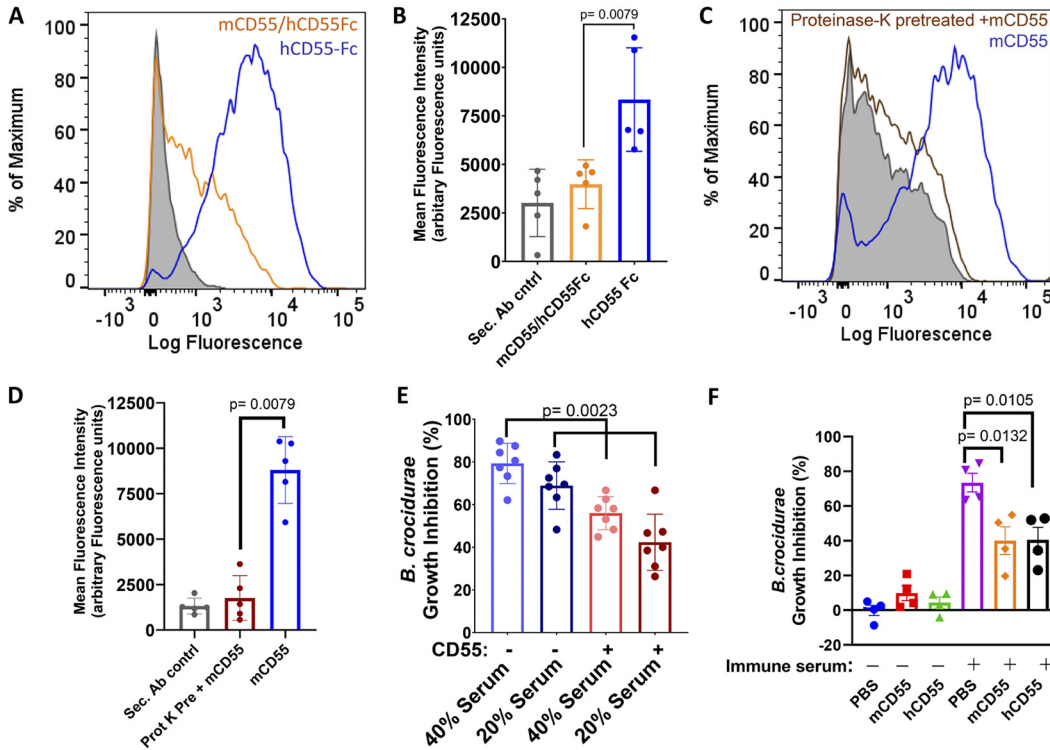 A
mCD55/hCD55Fc
hCD55-Fc
% of Maximum
100
80
60
40
20
0
-10 3
0
10 3
10 4
10 5
Log Fluorescence
B
p= 0.0079
Mean Fluorescence Intensity
(arbitary Fluorescence units)
12500
10000
7500
5000
2500
0
Sec. Ab cntrl
mCD55/hCD55Fc
hCD55 Fc
C
Proteinase-K pretreated +mCD55
mCD55
% of Maximum
100
80
60
40
20
0
-10 3
0
10 3
10 4
10 5
Log Fluorescence
D
p= 0.0079
Mean Fluorescence Intensity
(arbitary Fluorescence units)
12500
10000
7500
5000
2500
0
Sec. Ab contrl
Prot K Pre + mCD55
mCD55
E
p= 0.0023
B. crocidurae
Growth Inhibition (%)
100
80
60
40
20
0
CD55: - - + +
40% Serum
20% Serum
40% Serum
20% Serum
F
p= 0.0105
p= 0.0132
B.crocidurae
Growth Inhibition (%)
100
80
60
40
20
0
-20
Immune serum: − − − + + +
PBS
mCD55
hCD55
PBS
mCD55
hCD55